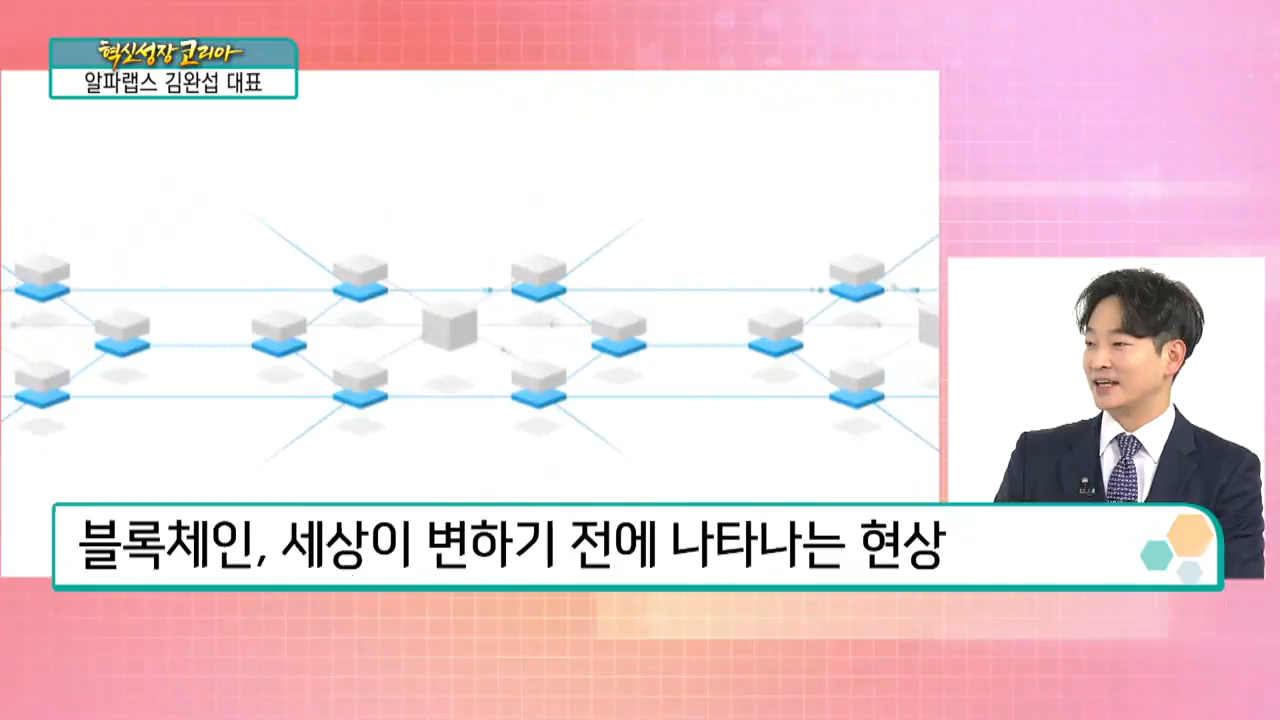 혁신성장 코리아
알파랩스 김완섭 대표
블록체인, 세상이 변하기 전에 나타나는 현상